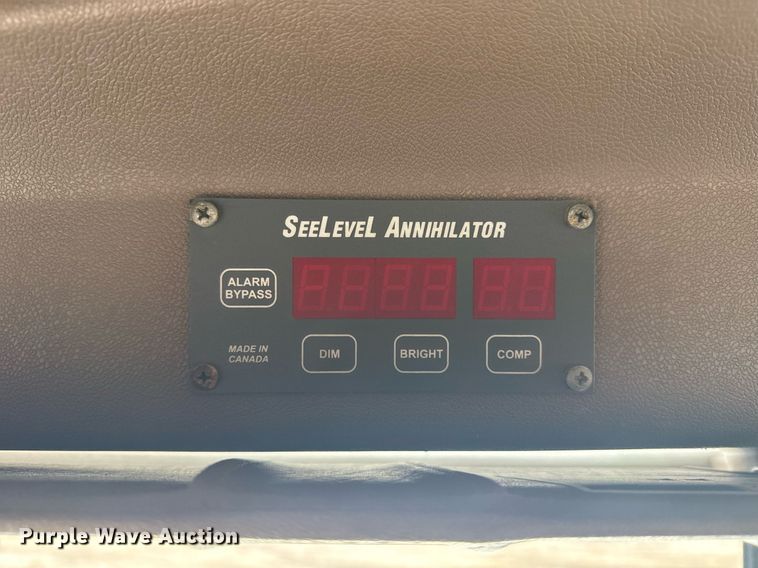 SEELEVEL ANNIHILATOR
ALARM
BYPASS
MADE IN
CANADA
DIM
BRIGHT
COMP
Purple Wave Auction